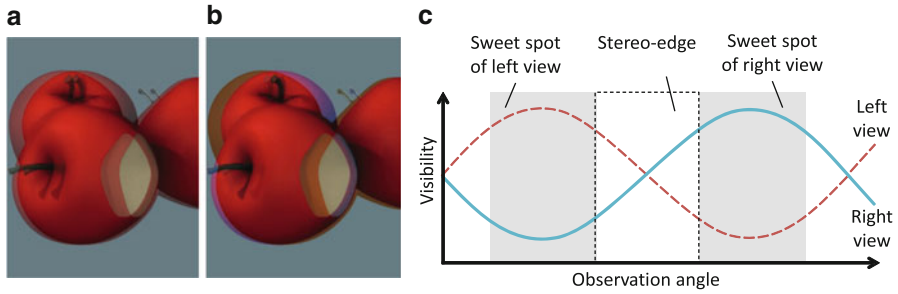 a
b
c
Sweet spot
of left view
Stereo-edge
Sweet spot
of right view
Left
view
Visibility
Right
view
Observation angle